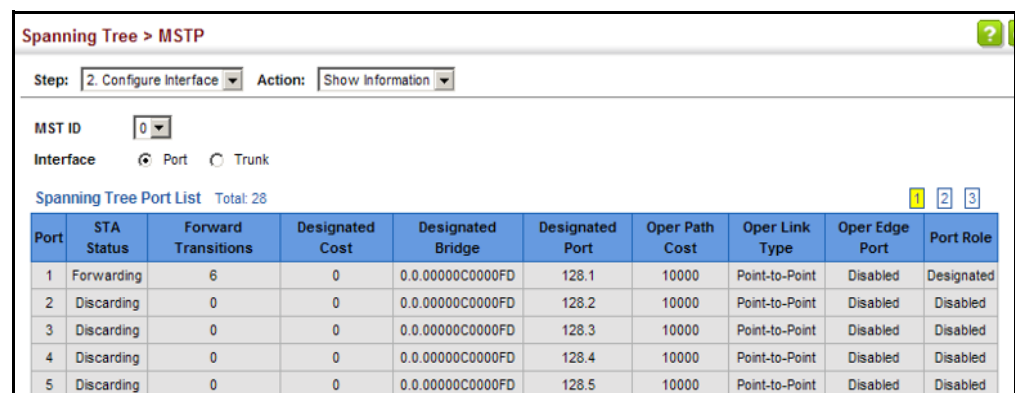 Spanning Tree > MSTP
?
Step: 2. Configure Interface Action: Show Information
MST ID 0
Interface Port Trunk
Spanning Tree Port List Total: 28 1 2 3
Port STA Status Forward Transitions Designated Cost Designated Bridge Designated Port Oper Path Cost Oper Link Type Oper Edge Port Port Role
1 Forwarding 6 0 0.0.00000C0000FD 128.1 10000 Point-to-Point Disabled Designated
2 Discarding 0 0 0.0.00000C0000FD 128.2 10000 Point-to-Point Disabled Disabled
3 Discarding 0 0 0.0.00000C0000FD 128.3 10000 Point-to-Point Disabled Disabled
4 Discarding 0 0 0.0.00000C0000FD 128.4 10000 Point-to-Point Disabled Disabled
5 Discarding 0 0 0.0.00000C0000FD 128.5 10000 Point-to-Point Disabled Disabled